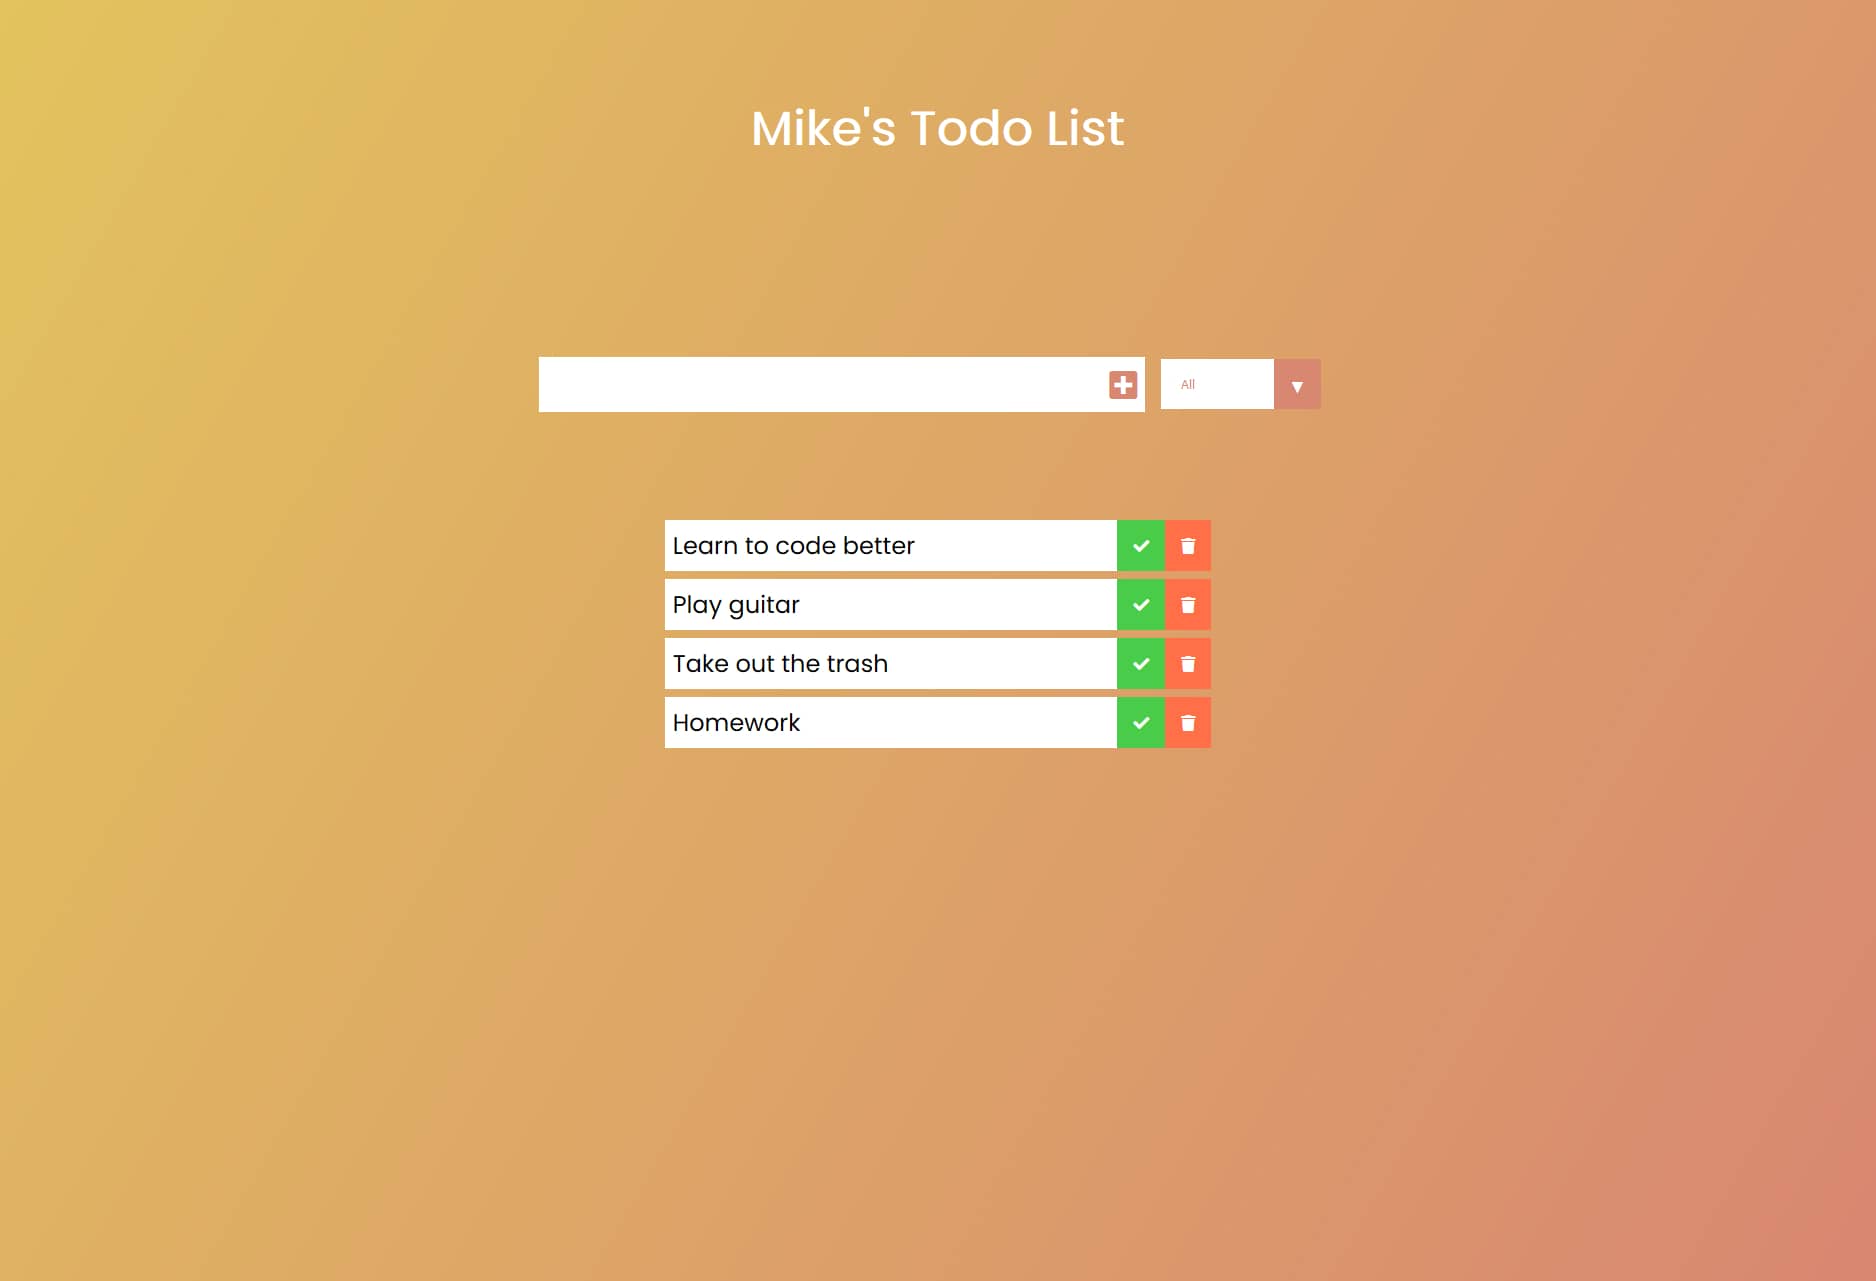 Mike's Todo List
All
Learn to code better
Play guitar
Take out the trash
Homework